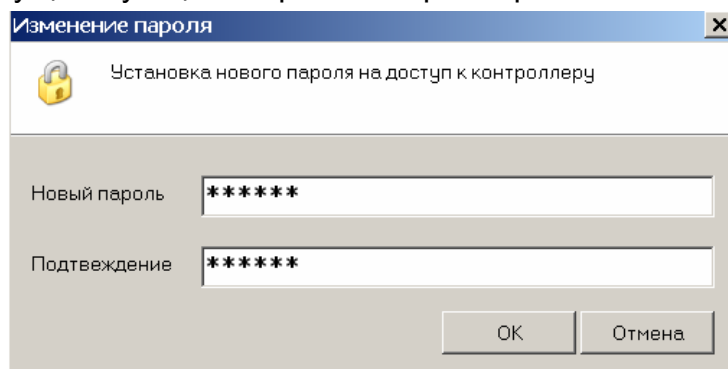 Изменение пароля
Установка нового пароля на доступ к контроллеру
Новый пароль ******
Подтвеждение ******
OK Отмена